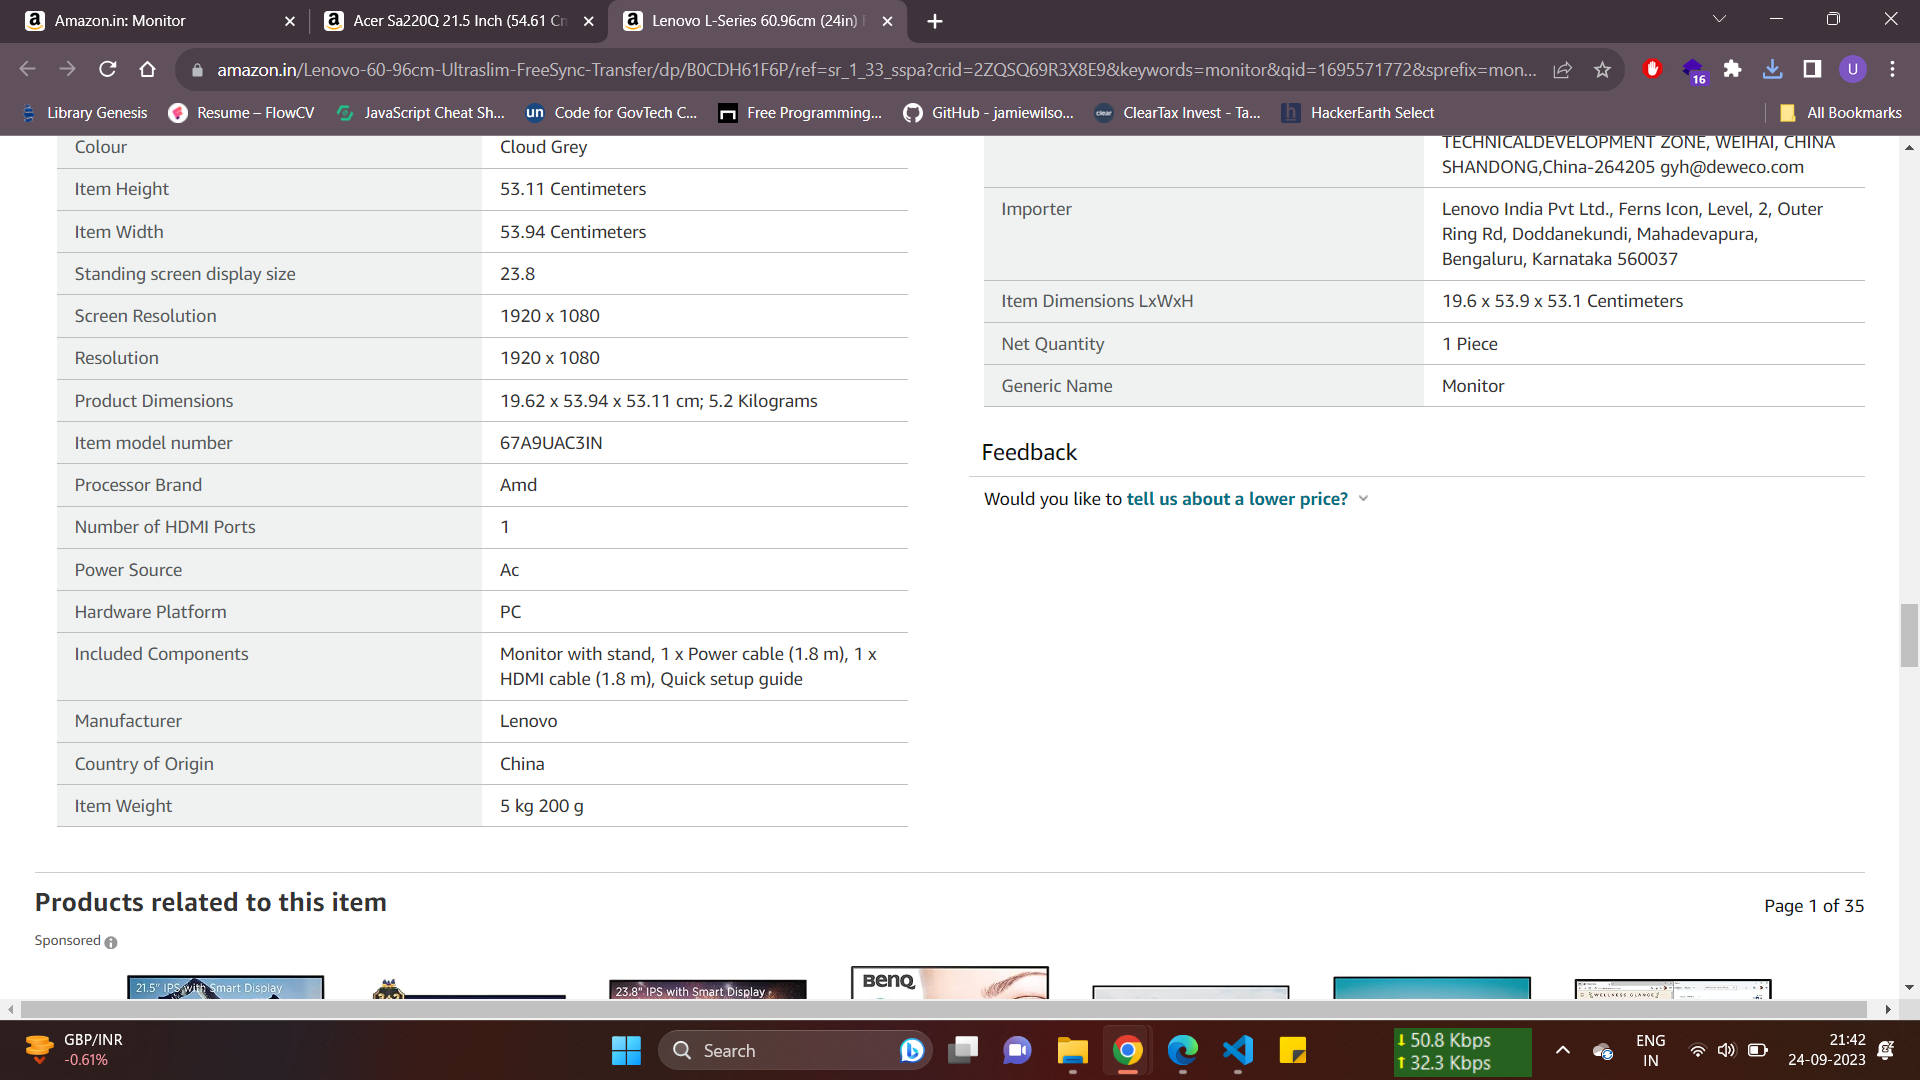 Amazon.in: Monitor
Acer Sa220Q 21.5 Inch (54.61 Cm
Lenovo L-Series 60.96cm (24in)
amazon.in/Lenovo-60-96cm-Ultraslim-FreeSync-Transfer/dp/B0CDH61F6P/ref=sr_1_33_sspa?crid=2ZQSQ69R3X8E9&keywords=monitor&qid=1695571772&sprefix=mon...
16
U
Library Genesis
Resume – FlowCV
JavaScript Cheat Sh...
un Code for GovTech C...
Free Programming...
GitHub - jamiewilso...
clear ClearTax Invest - Ta...
h HackerEarth Select
All Bookmarks
Colour Cloud Grey
Item Height 53.11 Centimeters
Item Width 53.94 Centimeters
Standing screen display size 23.8
Screen Resolution 1920 x 1080
Resolution 1920 x 1080
Product Dimensions 19.62 x 53.94 x 53.11 cm; 5.2 Kilograms
Item model number 67A9UAC3IN
Processor Brand Amd
Number of HDMI Ports 1
Power Source Ac
Hardware Platform PC
Included Components Monitor with stand, 1 x Power cable (1.8 m), 1 x
HDMI cable (1.8 m), Quick setup guide
Manufacturer Lenovo
Country of Origin China
Item Weight 5 kg 200 g
TECHNICALDEVELOPMENT ZONE, WEIHAI, CHINA
SHANDONG,China-264205 gyh@deweco.com
Importer Lenovo India Pvt Ltd., Ferns Icon, Level, 2, Outer
Ring Rd, Doddanekundi, Mahadevapura,
Bengaluru, Karnataka 560037
Item Dimensions LxWxH 19.6 x 53.9 x 53.1 Centimeters
Net Quantity 1 Piece
Generic Name Monitor
Feedback
Would you like to tell us about a lower price?
Products related to this item
Page 1 of 35
Sponsored
21.5" IPS with Smart Display
23.8" IPS with Smart Display
BenQ
WELLNESS GLANCE
GBP/INR
-0.61%
Search
50.8 Kbps
32.3 Kbps
ENG
IN
21:42
24-09-2023